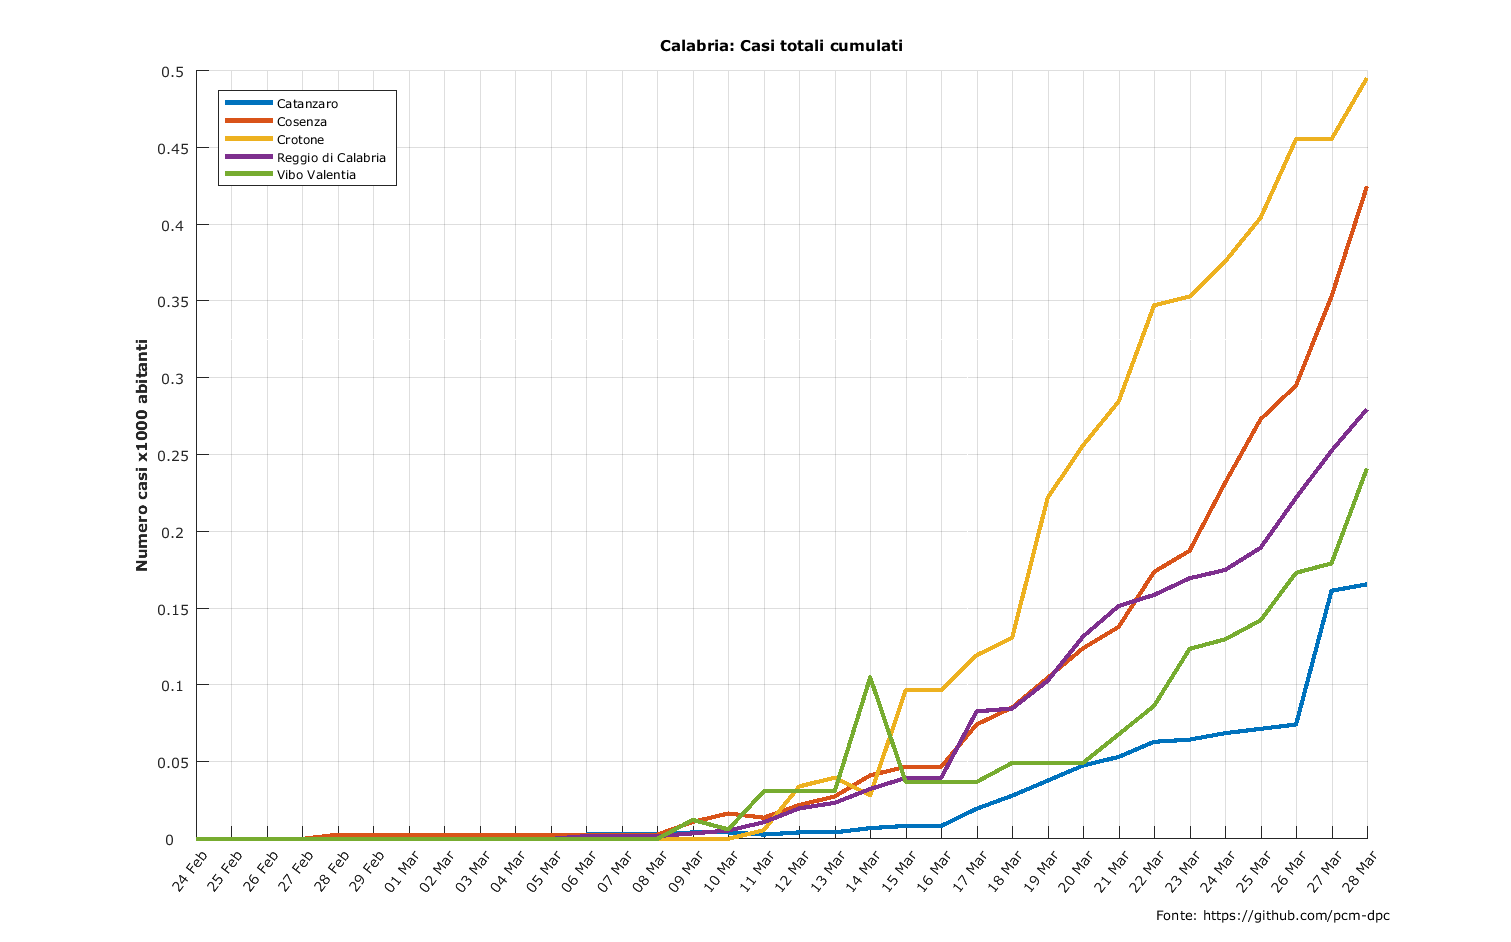 Calabria: Casi totali cumulati
Numero casi x1000 abitanti
0.5
0.45
0.4
0.35
0.3
0.25
0.2
0.15
0.1
0.05
0
Catanzaro
Cosenza
Crotone
Reggio di Calabria
Vibo Valentia
24 Feb
25 Feb
26 Feb
27 Feb
28 Feb
29 Feb
01 Mar
02 Mar
03 Mar
04 Mar
05 Mar
06 Mar
07 Mar
08 Mar
09 Mar
10 Mar
11 Mar
12 Mar
13 Mar
14 Mar
15 Mar
16 Mar
17 Mar
18 Mar
19 Mar
20 Mar
21 Mar
22 Mar
23 Mar
24 Mar
25 Mar
26 Mar
27 Mar
28 Mar
Fonte: https://github.com/pcm-dpc